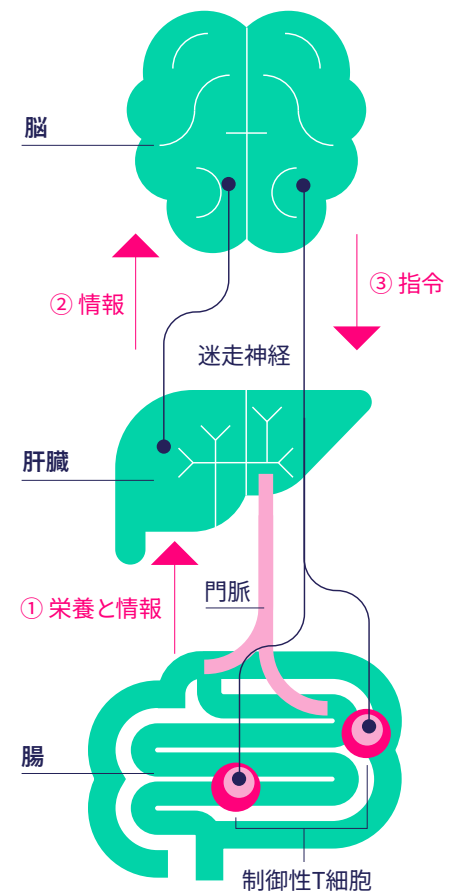 脳
② 情報
③ 指令
迷走神経
肝臓
門脈
① 栄養と情報
腸
制御性T細胞